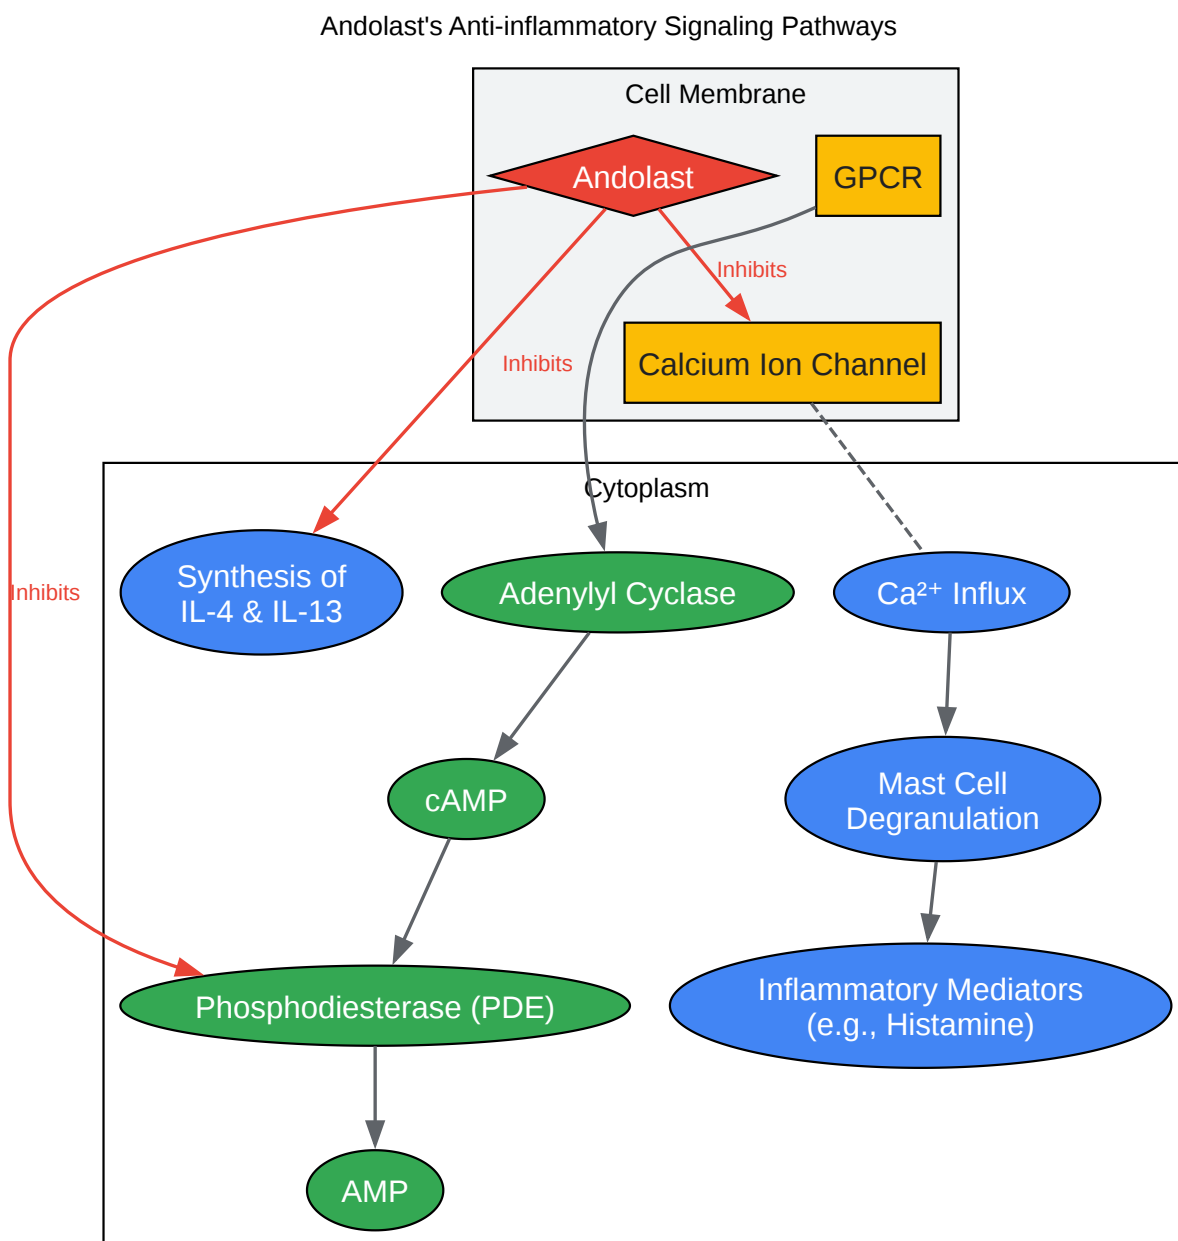 Andolast's Anti-inflammatory Signaling Pathways
Cell Membrane
Andolast
GPCR
Inhibits
Calcium Ion Channel
Inhibits
Cytoplasm
Synthesis of
IL-4 & IL-13
Adenylyl Cyclase
Ca²⁺ Influx
Inhibits
cAMP
Mast Cell
Degranulation
Phosphodiesterase (PDE)
Inflammatory Mediators
(e.g., Histamine)
AMP